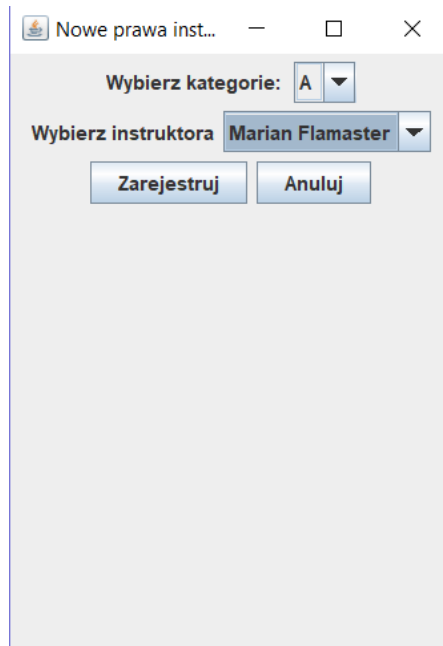 Nowe prawa inst...
Wybierz kategorie: A
Wybierz instruktora Marian Flamaster
Zarejestruj Anuluj